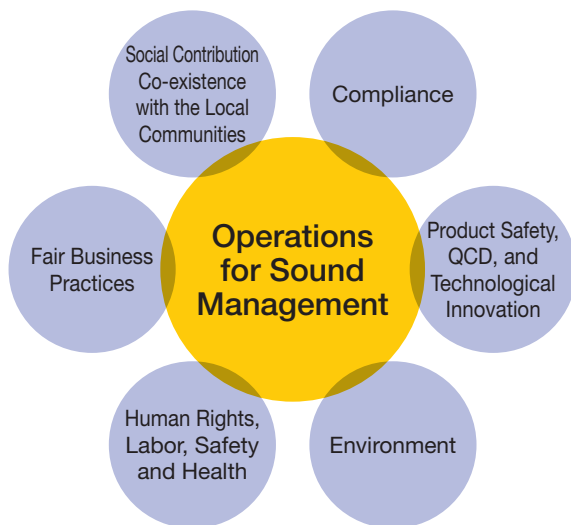 Social Contribution
Co-existence
with the Local
Communities
Compliance
Fair Business
Practices
Operations
for Sound
Management
Product Safety,
QCD, and
Technological
Innovation
Human Rights,
Labor, Safety
and Health
Environment